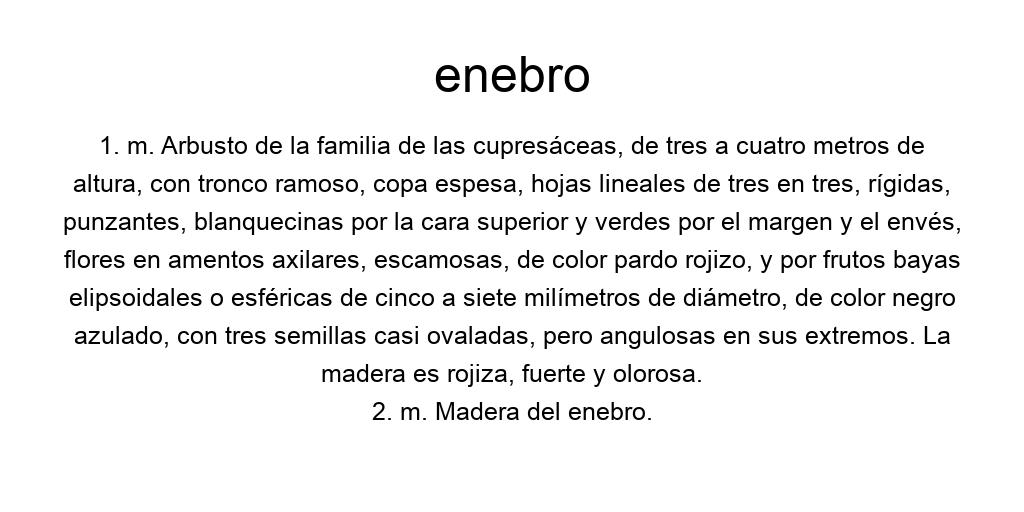 enebro
1. m. Arbusto de la familia de las cupresáceas, de tres a cuatro metros de
altura, con tronco ramoso, copa espesa, hojas lineales de tres en tres, rígidas,
punzantes, blanquecinas por la cara superior y verdes por el margen y el envés,
flores en amentos axilares, escamosas, de color pardo rojizo, y por frutos bayas
elipsoidales o esféricas de cinco a siete milímetros de diámetro, de color negro
azulado, con tres semillas casi ovaladas, pero angulosas en sus extremos. La
madera es rojiza, fuerte y olorosa.
2. m. Madera del enebro.